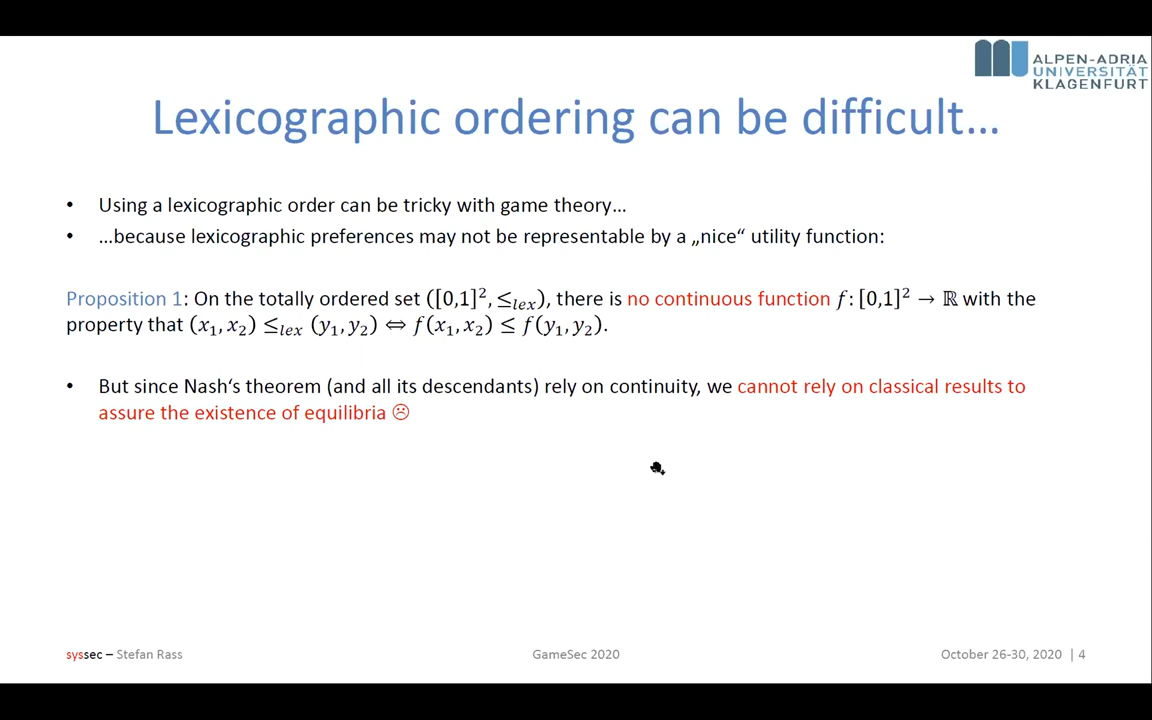 ALPEN-ADRIA
UNIVERSITÄT
KLAGENFURT
Lexicographic ordering can be difficult…
• Using a lexicographic order can be tricky with game theory…
• …because lexicographic preferences may not be representable by a „nice“ utility function:
Proposition 1: On the totally ordered set ([0,1]², ≤lex), there is no continuous function f: [0,1]² → ℝ with the
property that (x₁, x₂) ≤lex (y₁, y₂) ⇔ f(x₁, x₂) ≤ f(y₁, y₂).
• But since Nash‘s theorem (and all its descendants) rely on continuity, we cannot rely on classical results to
assure the existence of equilibria ☹
syssec – Stefan Rass
GameSec 2020
October 26-30, 2020 | 4